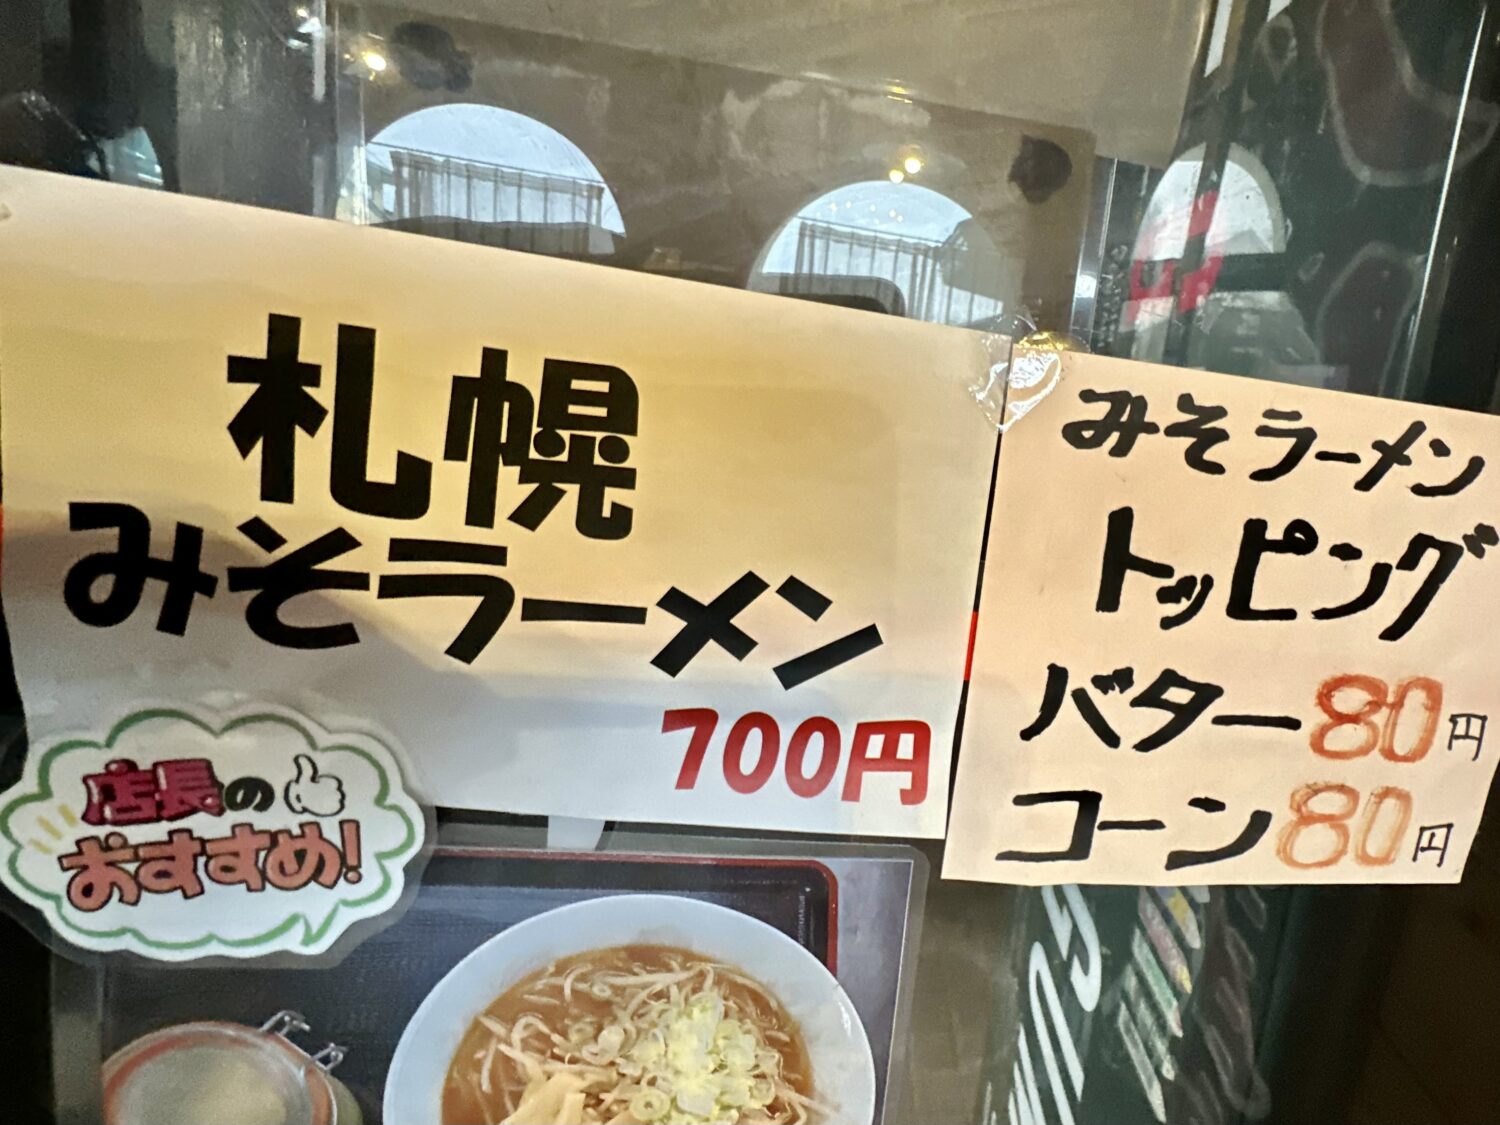 札幌
みそラーメン
700円
店長の
おすすめ!
みそラーメン
トッピング
バター80円
コーン80円